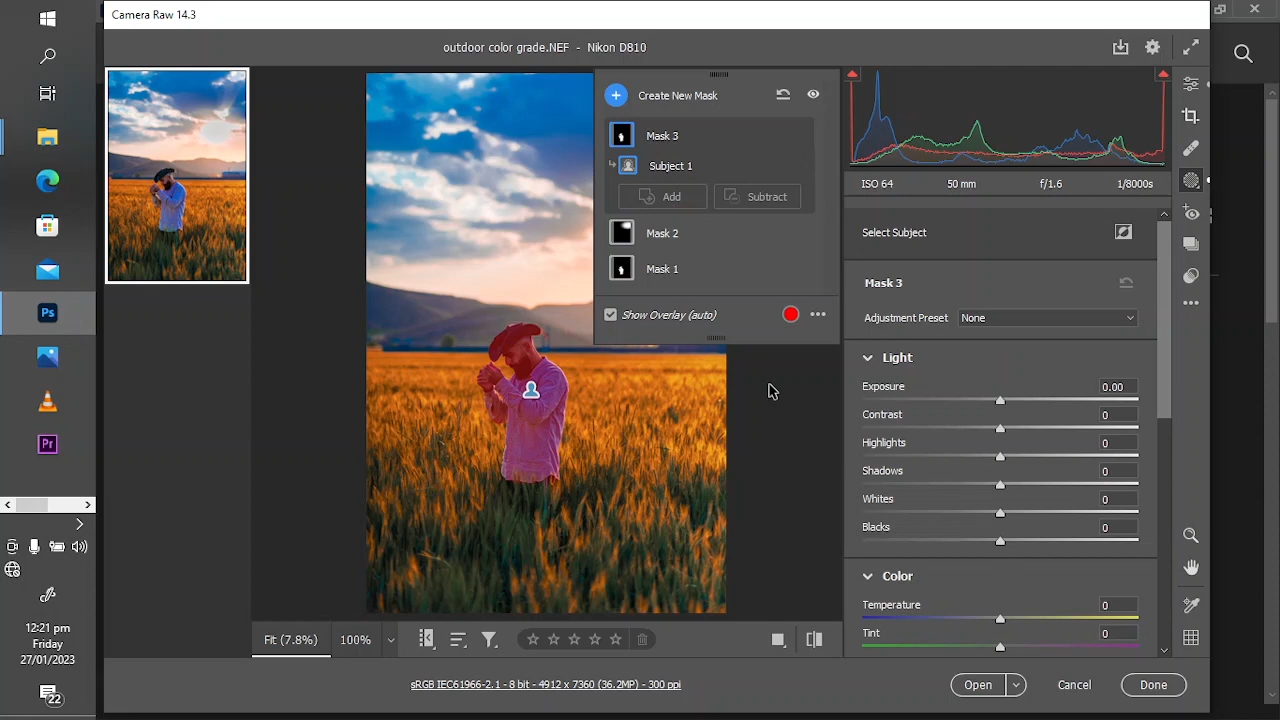 Camera Raw 14.3
outdoor color grade.NEF - Nikon D810
Create New Mask
Mask 3
Subject 1
Add
Subtract
Mask 2
Mask 1
Show Overlay (auto)
ISO 64
50 mm
f/1.6
1/8000s
Select Subject
Mask 3
Adjustment Preset
None
Light
Exposure
0.00
Contrast
0
Highlights
0
Shadows
0
Whites
0
Blacks
0
Color
Temperature
0
Tint
0
Ps
Pr
12:21 pm
Friday
27/01/2023
22
Fit (7.8%)
100%
sRGB IEC61966-2.1 - 8 bit - 4912 x 7360 (36.2MP) - 300 ppi
Open
Cancel
Done